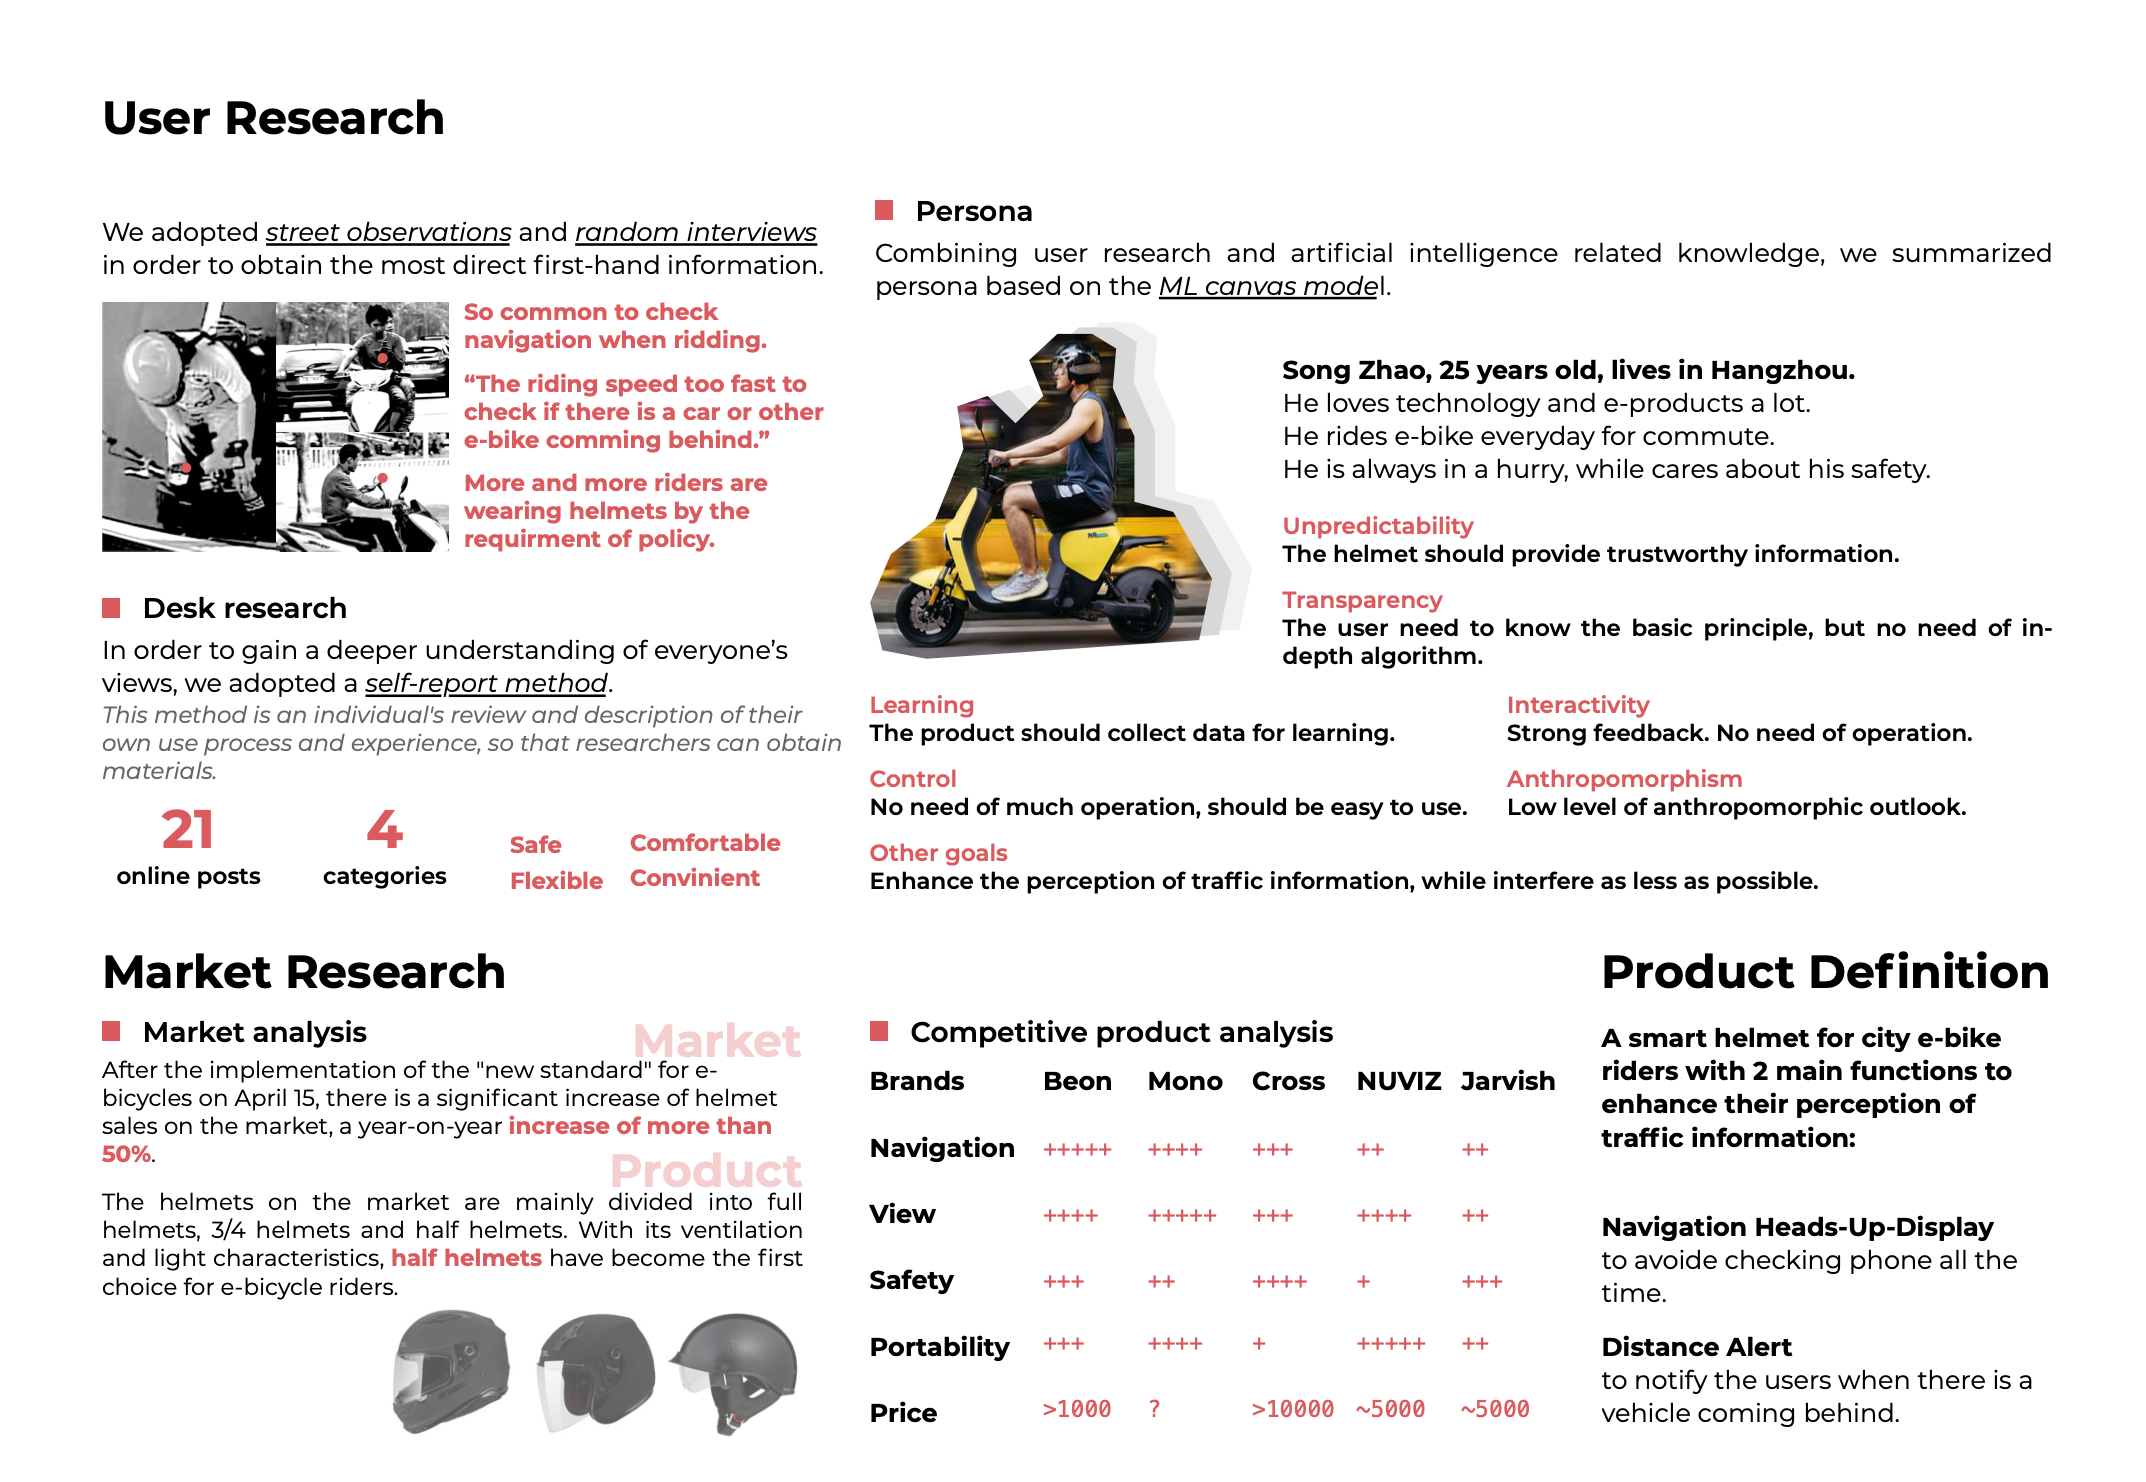 User Research
We adopted street observations and random interviews
in order to obtain the most direct first-hand information.
So common to check
navigation when ridding.
“The riding speed too fast to
check if there is a car or other
e-bike comming behind.”
More and more riders are
wearing helmets by the
requirment of policy.
Desk research
In order to gain a deeper understanding of everyone’s
views, we adopted a self-report method.
This method is an individual's review and description of their
own use process and experience, so that researchers can obtain
materials.
21
online posts
4
categories
Safe
Comfortable
Flexible
Convinient
Persona
Combining user research and artificial intelligence related knowledge, we summarized
persona based on the ML canvas model.
Song Zhao, 25 years old, lives in Hangzhou.
He loves technology and e-products a lot.
He rides e-bike everyday for commute.
He is always in a hurry, while cares about his safety.
Unpredictability
The helmet should provide trustworthy information.
Transparency
The user need to know the basic principle, but no need of in-
depth algorithm.
Learning
The product should collect data for learning.
Interactivity
Strong feedback. No need of operation.
Control
No need of much operation, should be easy to use.
Anthropomorphism
Low level of anthropomorphic outlook.
Other goals
Enhance the perception of traffic information, while interfere as less as possible.
Market Research
Market analysis
Market
After the implementation of the "new standard" for e-
bicycles on April 15, there is a significant increase of helmet
sales on the market, a year-on-year increase of more than
50%.
Product
The helmets on the market are mainly divided into full
helmets, 3/4 helmets and half helmets. With its ventilation
and light characteristics, half helmets have become the first
choice for e-bicycle riders.
Competitive product analysis
Brands Beon Mono Cross NUVIZ Jarvish
Navigation +++++ ++++ +++ ++ ++
View ++++ +++++ +++ ++++ ++
Safety +++ ++ ++++ + +++
Portability +++ ++++ + +++++ ++
Price >1000 ? >10000 ~5000 ~5000
Product Definition
A smart helmet for city e-bike
riders with 2 main functions to
enhance their perception of
traffic information:
Navigation Heads-Up-Display
to avoide checking phone all the
time.
Distance Alert
to notify the users when there is a
vehicle coming behind.